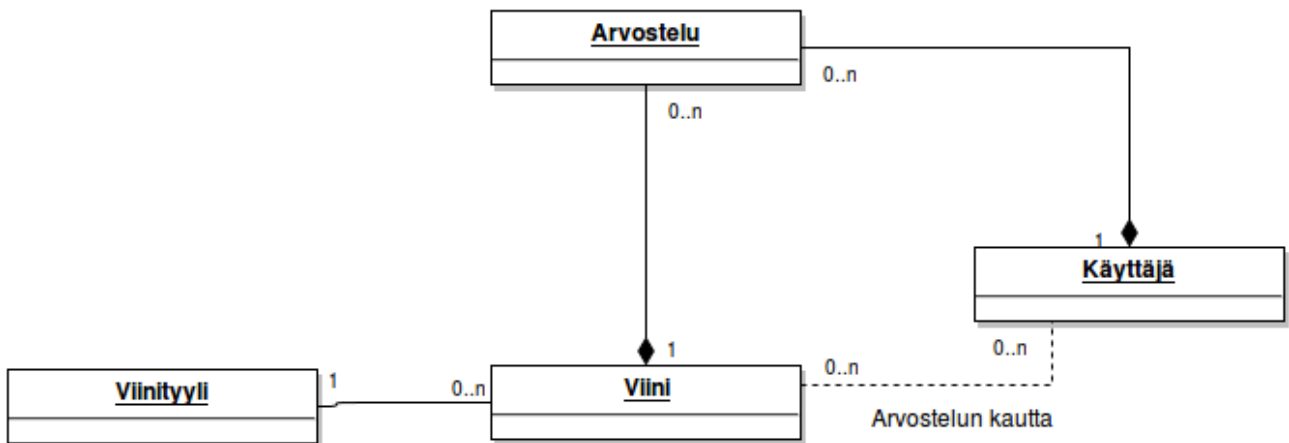 Arvostelu
0..n
0..n
1
Käyttäjä
1
0..n
0..n
Viinityyli
1
0..n
Viini
Arvostelun kautta